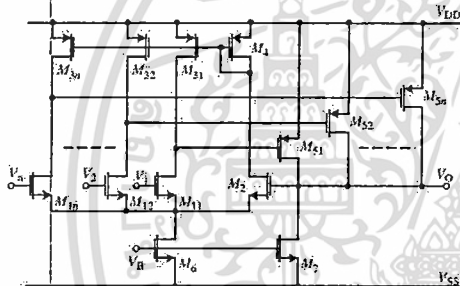 V_DD
M_3n M_32 M_31 M_4
M_5n
M_52
M_51
V_n V_2 V_1 M_2 V_O
M_1n M_12 M_11
V_B M_6 M_7
V_SS